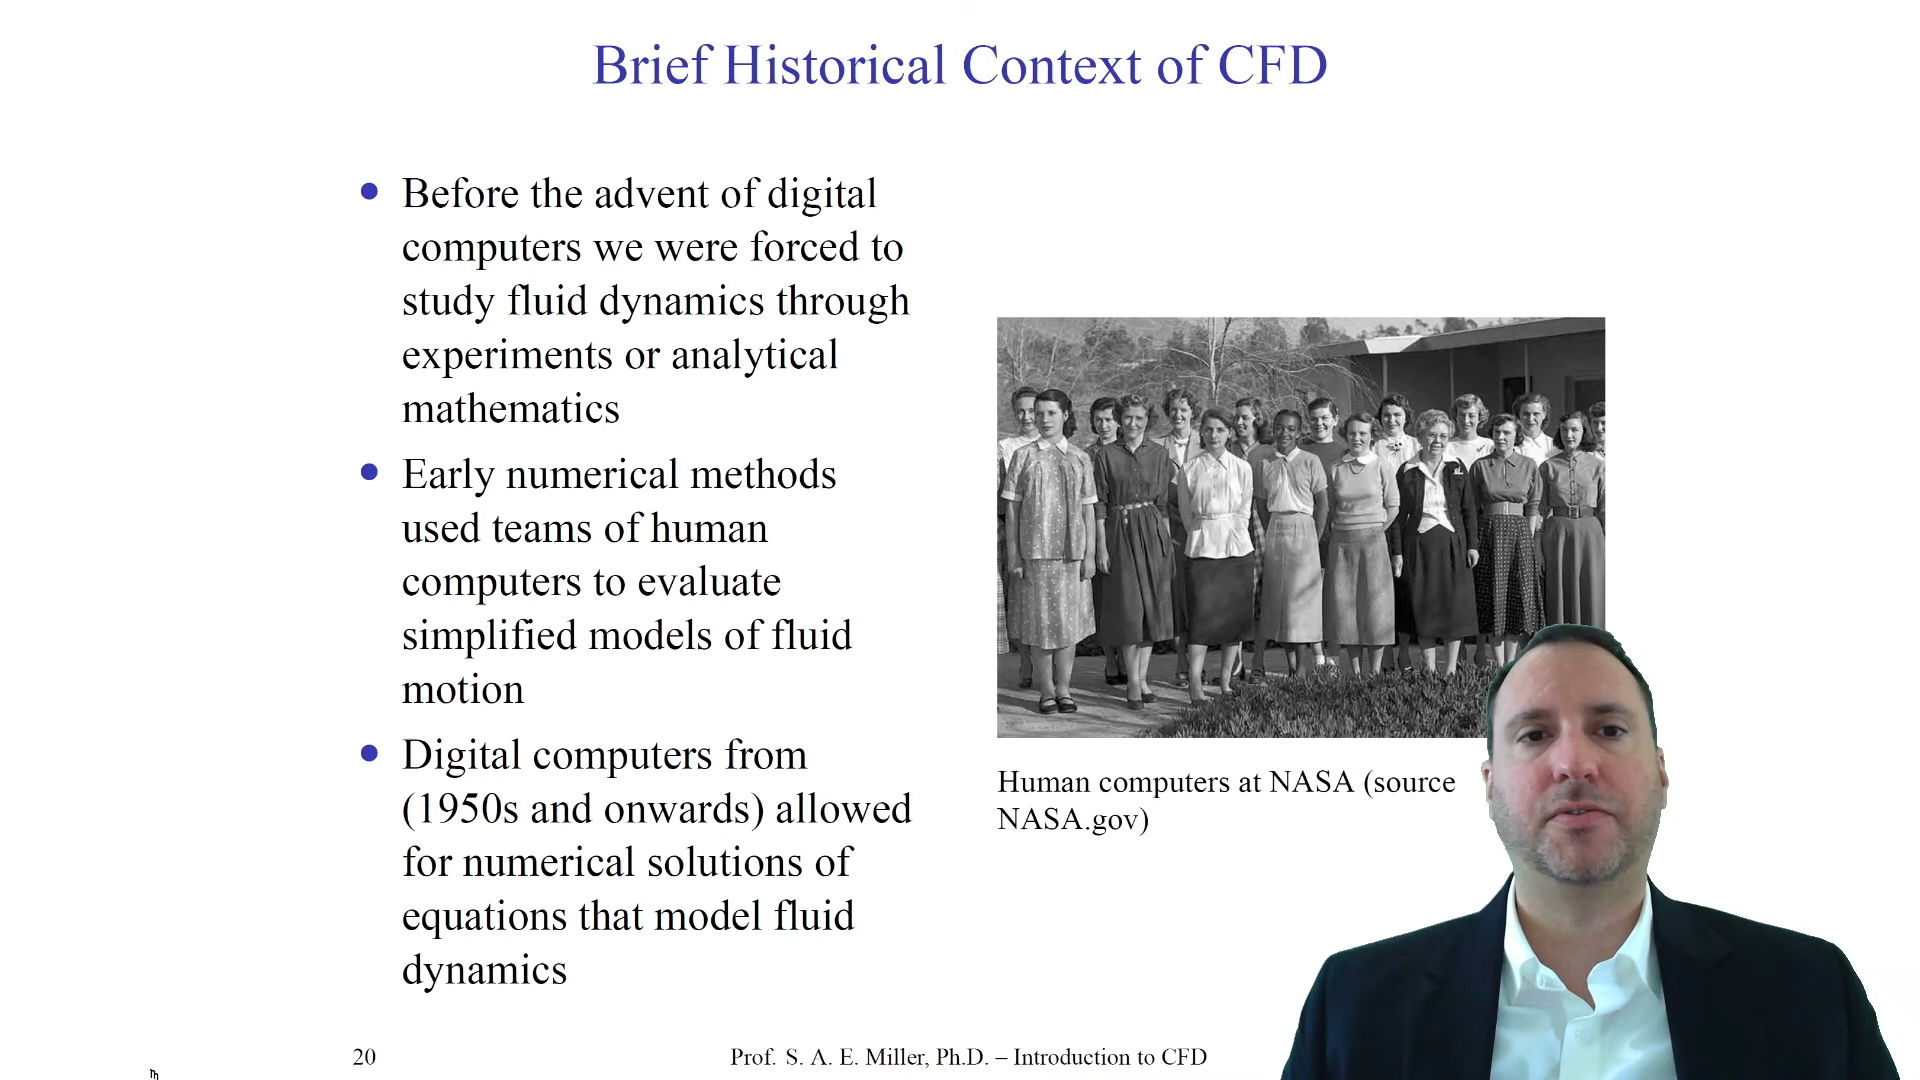 Brief Historical Context of CFD
• Before the advent of digital
computers we were forced to
study fluid dynamics through
experiments or analytical
mathematics
• Early numerical methods
used teams of human
computers to evaluate
simplified models of fluid
motion
• Digital computers from
(1950s and onwards) allowed
for numerical solutions of
equations that model fluid
dynamics
Human computers at NASA (source
NASA.gov)
20
Prof. S. A. E. Miller, Ph.D. – Introduction to CFD